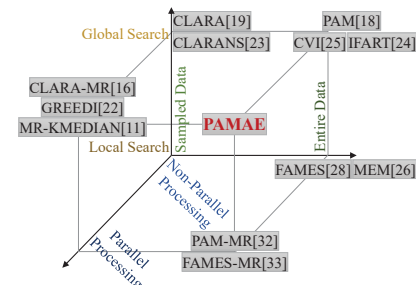 CLARA[19]
PAM[18]
Global Search
CLARANS[23]
CVI[25] IFART[24]
CLARA-MR[16]
GREEDI[22]
MR-KMEDIAN[11]
Sampled Data
PAMAE
Entire Data
Local Search
Non-Parallel
Processing
FAMES[28] MEM[26]
Parallel
Processing
PAM-MR[32]
FAMES-MR[33]